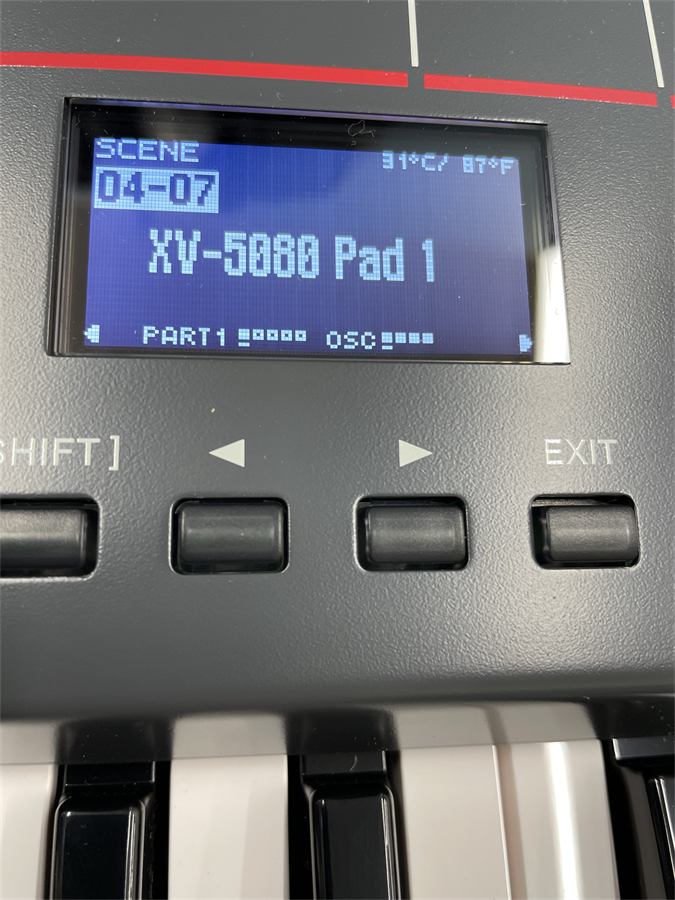 SCENE
31°C/ 87°F
04-07
XV-5080 Pad 1
PART1 OSC
SHIFT] EXIT